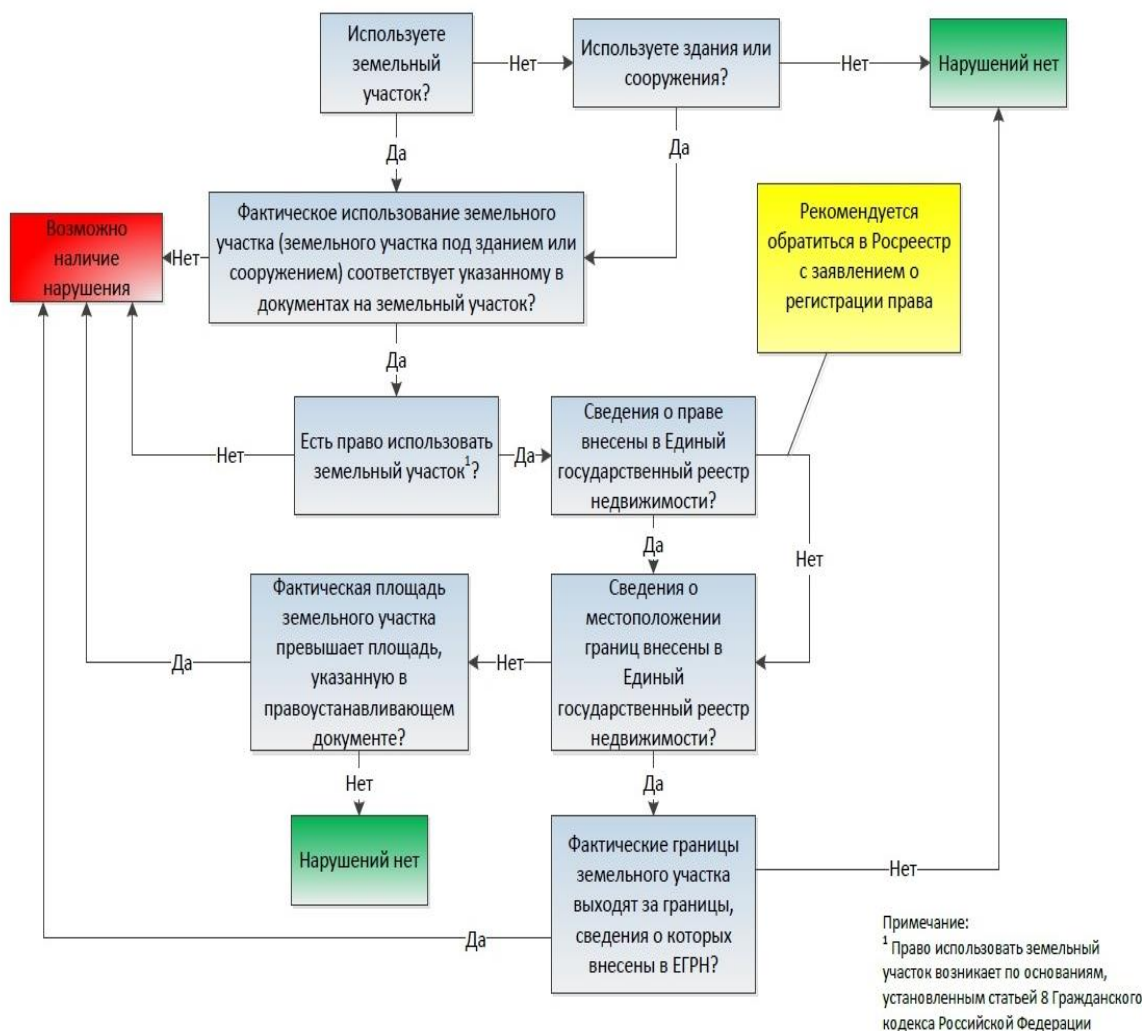 Используете
земельный
участок?
Нет
Используете здания или
сооружения?
Нет
Нарушений нет
Да
Да
Возможно
наличие
нарушения
Нет
Фактическое использование земельного
участка (земельного участка под зданием или
сооружением) соответствует указанному в
документах на земельный участок?
Рекомендуется
обратиться в Росреестр
с заявлением о
регистрации права
Да
Нет
Есть право использовать
земельный участок¹?
Да
Сведения о праве
внесены в Единый
государственный реестр
недвижимости?
Да
Нет
Фактическая площадь
земельного участка
превышает площадь,
указанную в
правоустанавливающем
документе?
Да
Нет
Сведения о
местоположении
границ внесены в
Единый
государственный реестр
недвижимости?
Нет
Да
Нарушений нет
Фактические границы
земельного участка
выходят за границы,
сведения о которых
внесены в ЕГРН?
Да
Нет
Примечание:
¹ Право использовать земельный
участок возникает по основаниям,
установленным статьей 8 Гражданского
кодекса Российской Федерации